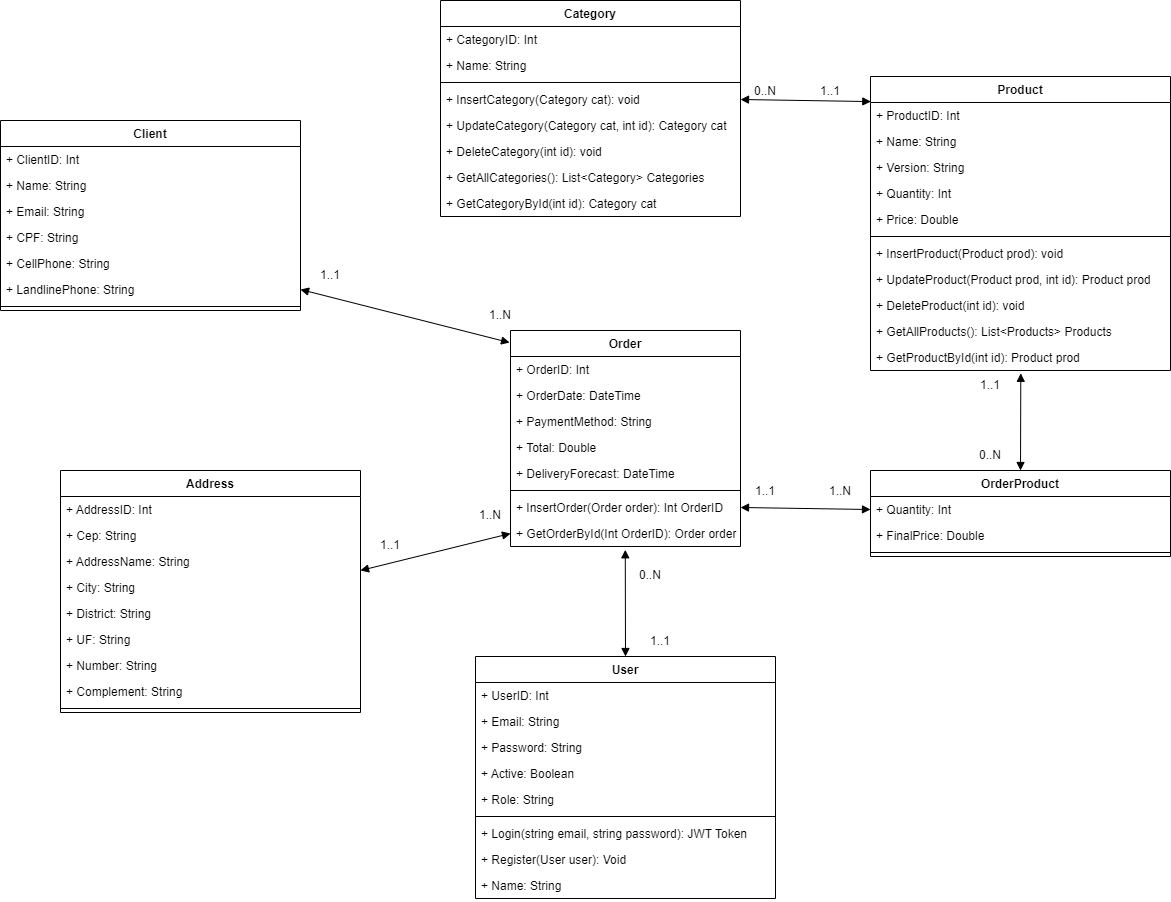 Category
+ CategoryID: Int
+ Name: String
+ InsertCategory(Category cat): void
+ UpdateCategory(Category cat, int id): Category cat
+ DeleteCategory(int id): void
+ GetAllCategories(): List<Category> Categories
+ GetCategoryById(int id): Category cat
0..N
1..1
Product
+ ProductID: Int
+ Name: String
+ Version: String
+ Quantity: Int
+ Price: Double
+ InsertProduct(Product prod): void
+ UpdateProduct(Product prod, int id): Product prod
+ DeleteProduct(int id): void
+ GetAllProducts(): List<Products> Products
+ GetProductById(int id): Product prod
Client
+ ClientID: Int
+ Name: String
+ Email: String
+ CPF: String
+ CellPhone: String
+ LandlinePhone: String
1..1
1..N
Order
+ OrderID: Int
+ OrderDate: DateTime
+ PaymentMethod: String
+ Total: Double
+ DeliveryForecast: DateTime
+ InsertOrder(Order order): Int OrderID
+ GetOrderById(Int OrderID): Order order
1..1
0..N
1..1
1..N
OrderProduct
+ Quantity: Int
+ FinalPrice: Double
Address
+ AddressID: Int
+ Cep: String
+ AddressName: String
+ City: String
+ District: String
+ UF: String
+ Number: String
+ Complement: String
1..N
1..1
0..N
1..1
User
+ UserID: Int
+ Email: String
+ Password: String
+ Active: Boolean
+ Role: String
+ Login(string email, string password): JWT Token
+ Register(User user): Void
+ Name: String